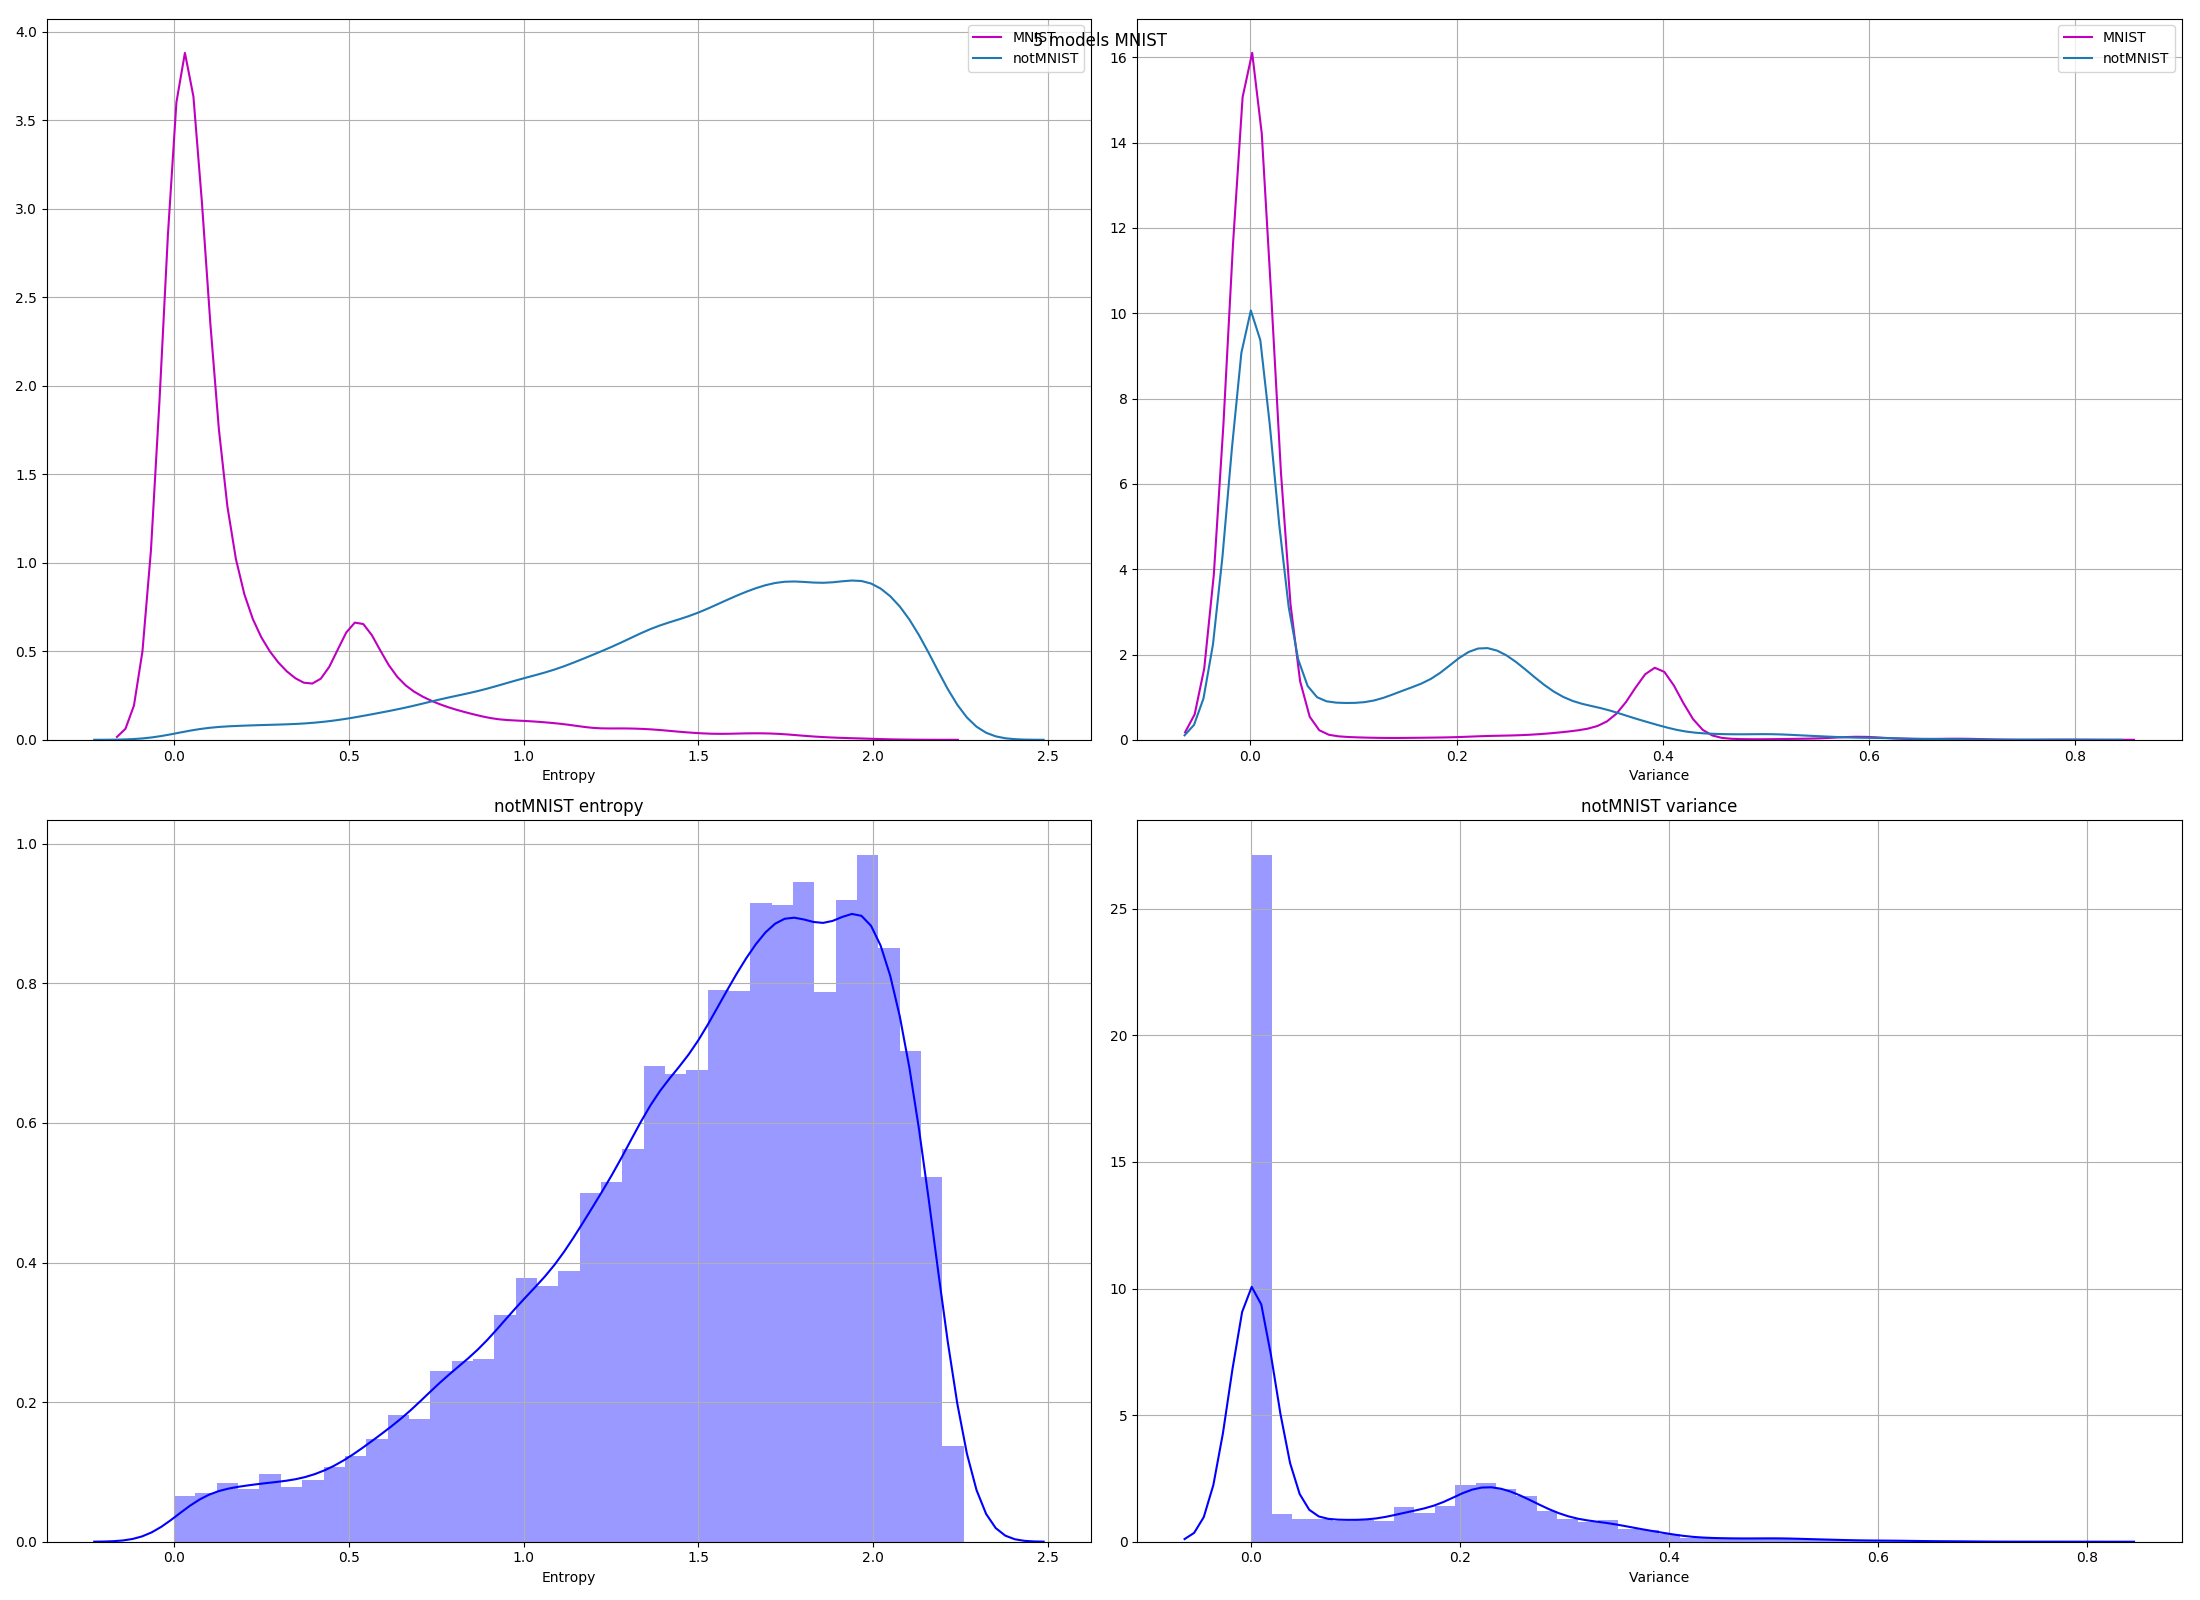 5 models MNIST
MNIST
notMNIST
4.0
3.5
3.0
2.5
2.0
1.5
1.0
0.5
0.0
0.0 0.5 1.0 1.5 2.0 2.5
Entropy
MNIST
notMNIST
16
14
12
10
8
6
4
2
0
0.0 0.2 0.4 0.6 0.8
Variance
notMNIST entropy
1.0
0.8
0.6
0.4
0.2
0.0
0.0 0.5 1.0 1.5 2.0 2.5
Entropy
notMNIST variance
25
20
15
10
5
0
0.0 0.2 0.4 0.6 0.8
Variance